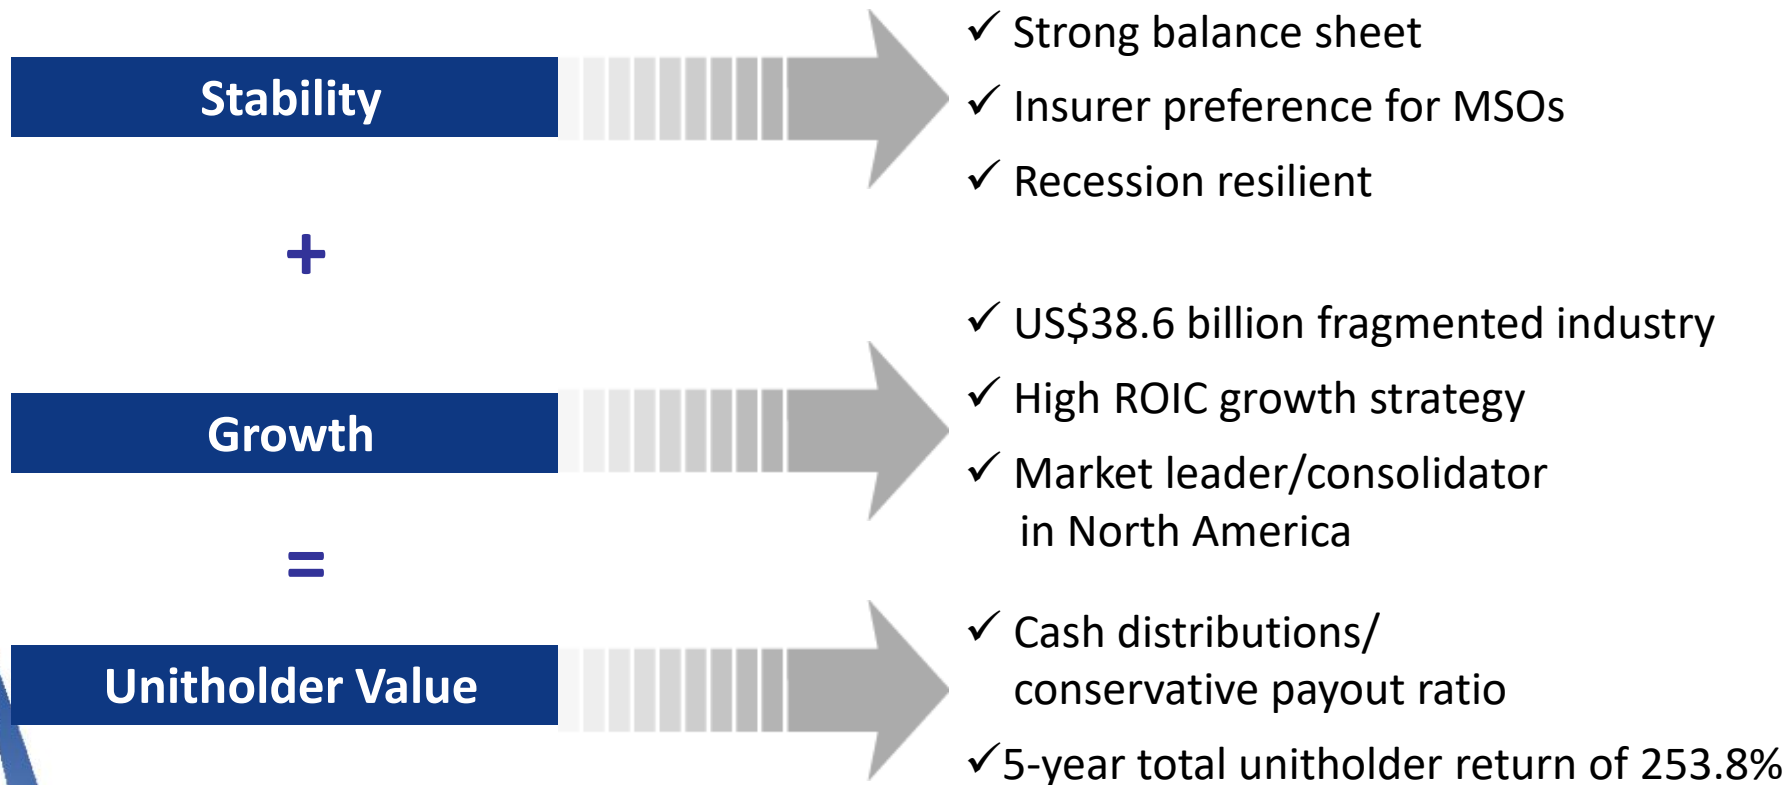 Stability
✓ Strong balance sheet
✓ Insurer preference for MSOs
✓ Recession resilient
+
Growth
✓ US$38.6 billion fragmented industry
✓ High ROIC growth strategy
✓ Market leader/consolidator
in North America
=
Unitholder Value
✓ Cash distributions/
conservative payout ratio
✓5-year total unitholder return of 253.8%